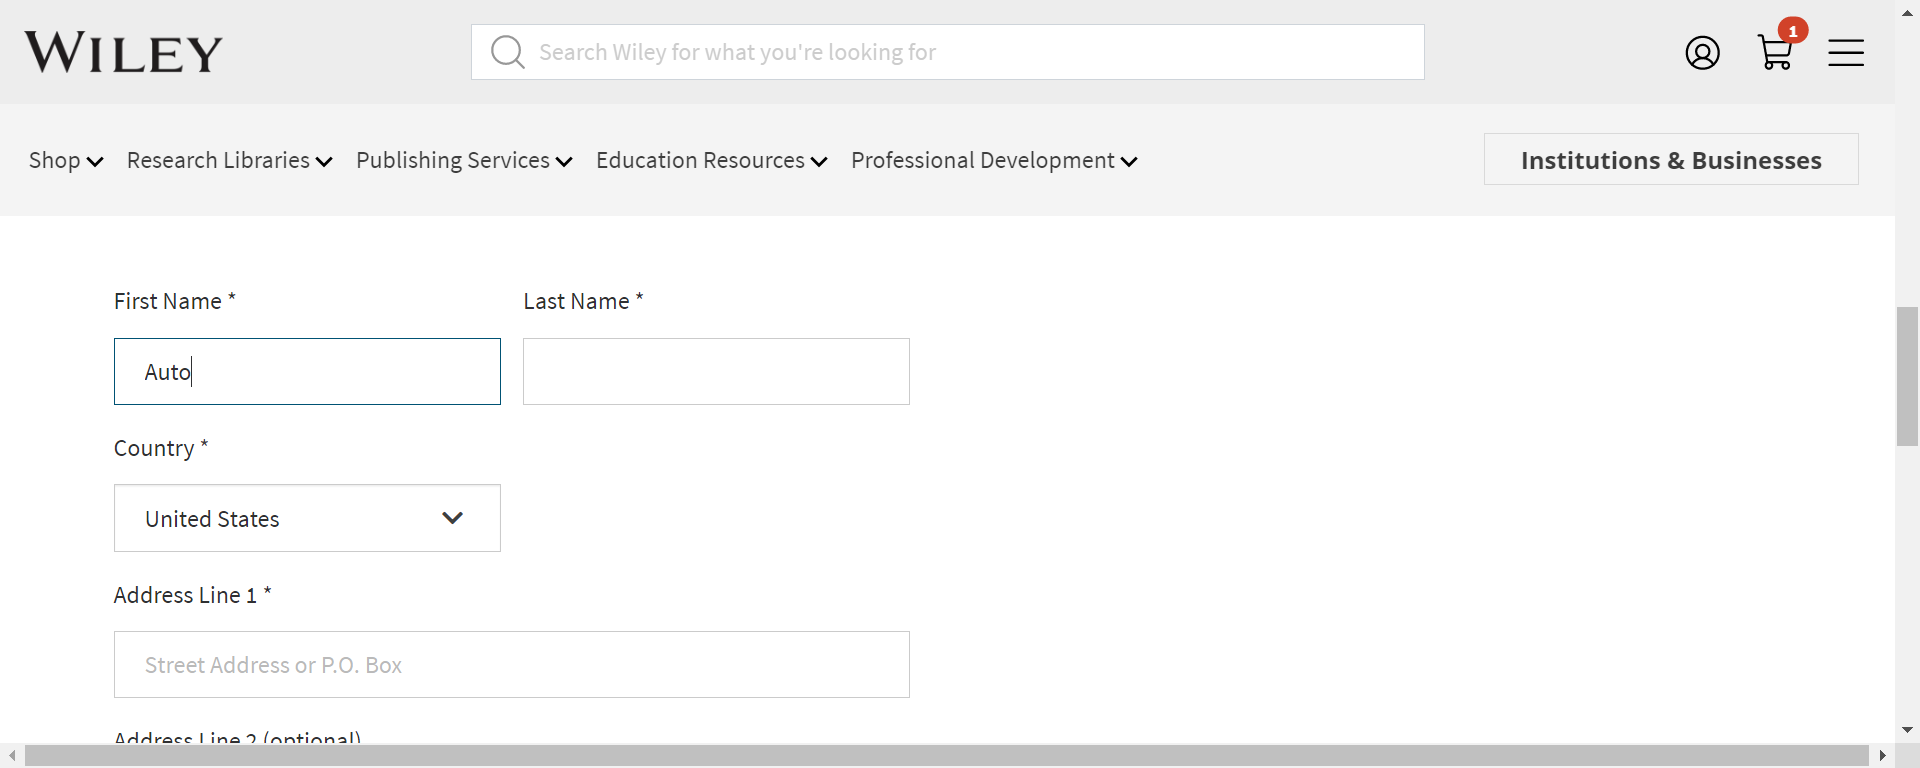 WILEY
Search Wiley for what you're looking for
1
Shop Research Libraries Publishing Services Education Resources Professional Development Institutions & Businesses
First Name * Last Name *
Auto
Country *
United States
Address Line 1 *
Street Address or P.O. Box
Address Line 2 (optional)